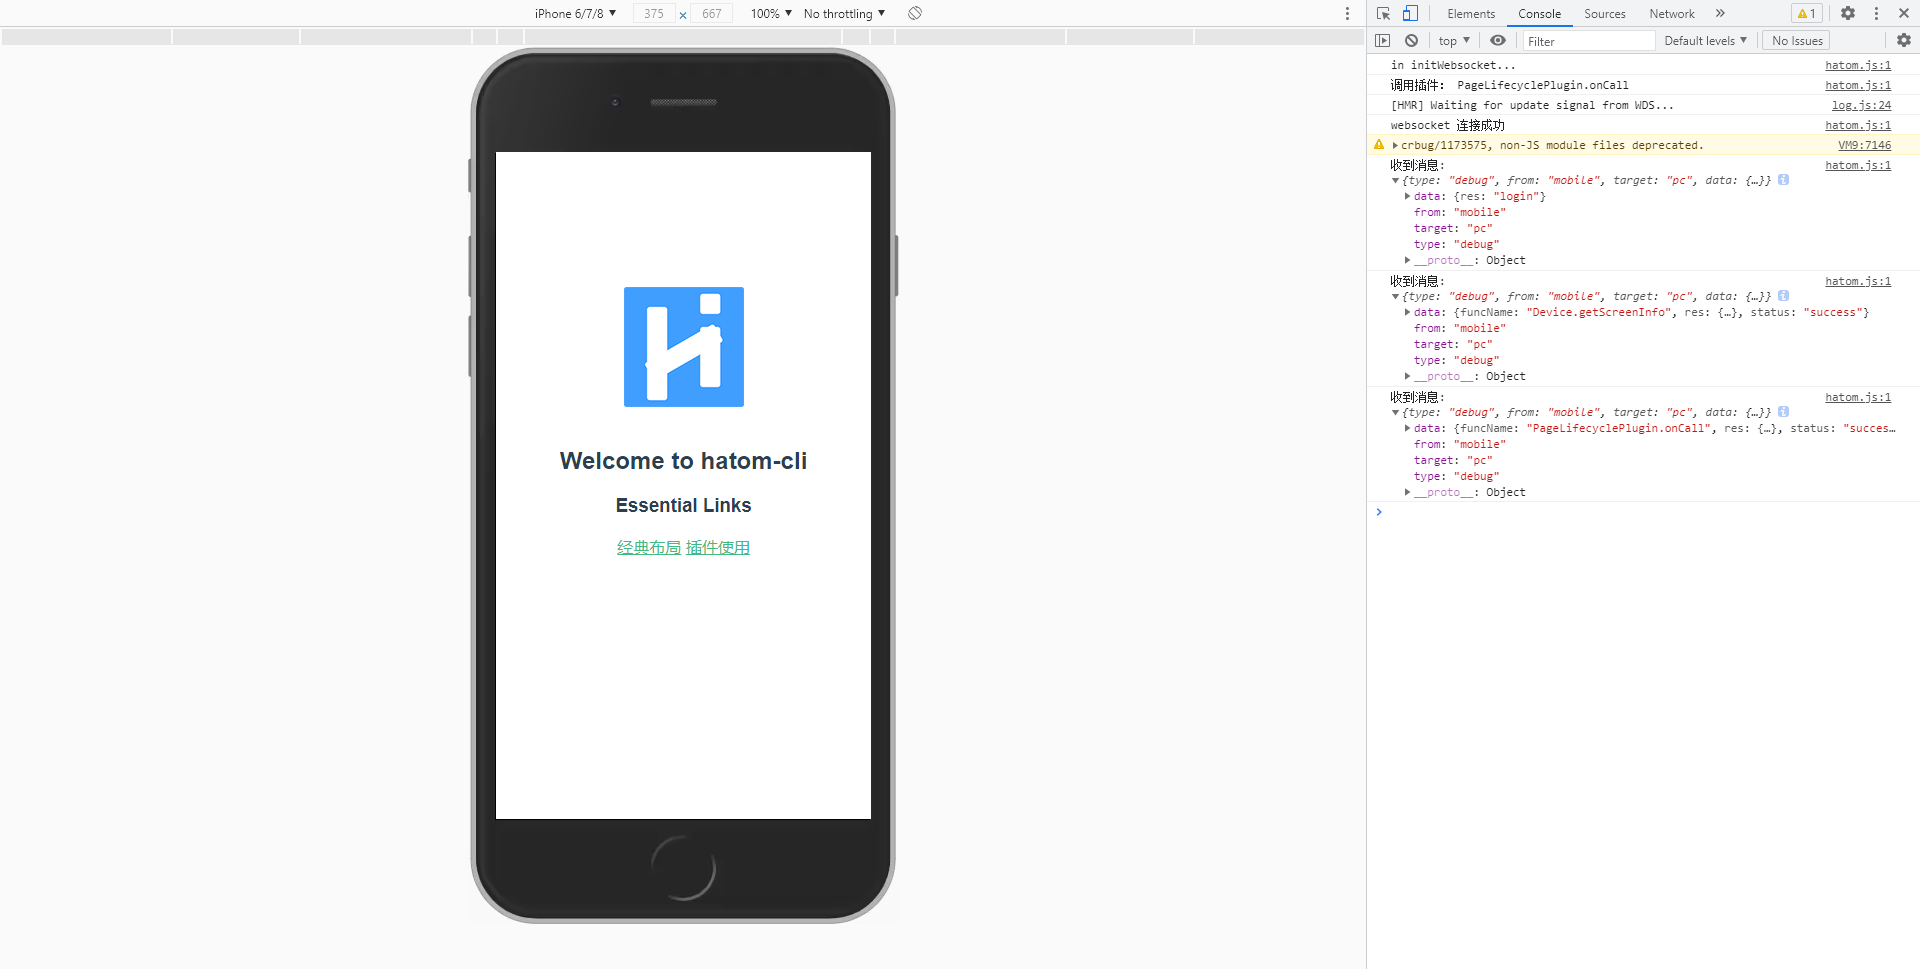 iPhone 6/7/8 ▼ 375 × 667 100% ▼ No throttling ▼
Welcome to hatom-cli
Essential Links
经典布局 插件使用
Elements Console Sources Network » 1
top ▼ Filter Default levels ▼ No Issues
in initWebsocket... hatom.js:1
调用插件: PageLifecyclePlugin.onCall hatom.js:1
[HMR] Waiting for update signal from WDS... log.js:24
websocket 连接成功 hatom.js:1
crbug/1173575, non-JS module files deprecated. VM9:7146
收到消息: hatom.js:1
{type: "debug", from: "mobile", target: "pc", data: {…}}
data: {res: "login"}
from: "mobile"
target: "pc"
type: "debug"
__proto__: Object
收到消息: hatom.js:1
{type: "debug", from: "mobile", target: "pc", data: {…}}
data: {funcName: "Device.getScreenInfo", res: {…}, status: "success"}
from: "mobile"
target: "pc"
type: "debug"
__proto__: Object
收到消息: hatom.js:1
{type: "debug", from: "mobile", target: "pc", data: {…}}
data: {funcName: "PageLifecyclePlugin.onCall", res: {…}, status: "succes…
from: "mobile"
target: "pc"
type: "debug"
__proto__: Object